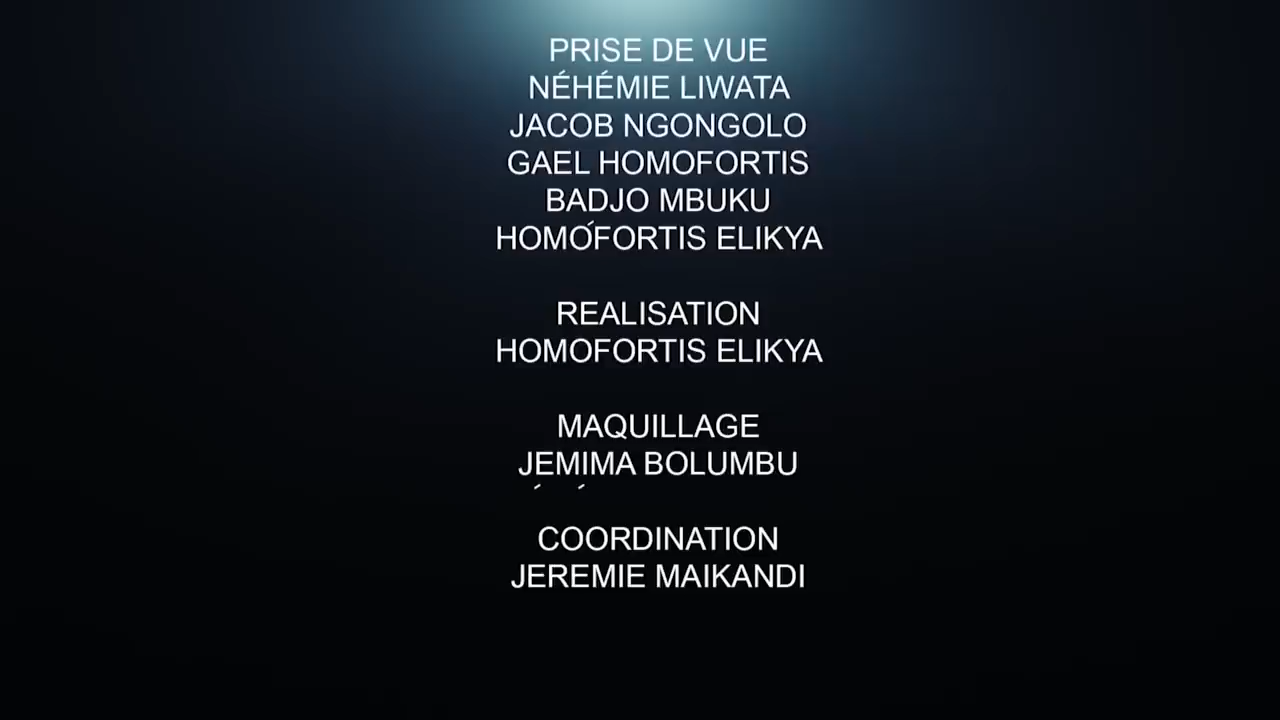 PRISE DE VUE
NÉHÉMIE LIWATA
JACOB NGONGOLO
GAEL HOMOFORTIS
BADJO MBUKU
HOMOFORTIS ELIKYA
REALISATION
HOMOFORTIS ELIKYA
MAQUILLAGE
JEMIMA BOLUMBU
COORDINATION
JEREMIE MAIKANDI